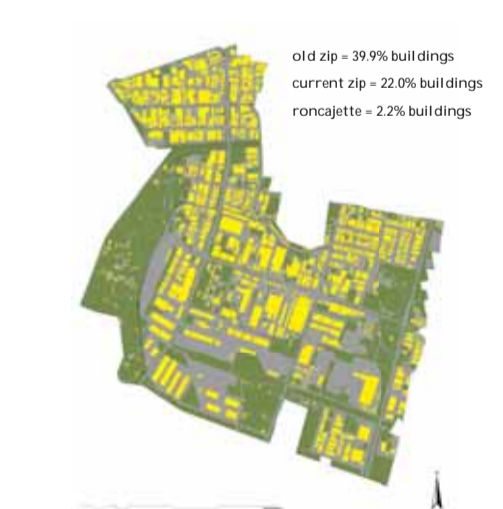 old zip = 39.9% buildings
current zip = 22.0% buildings
roncajette = 2.2% buildings